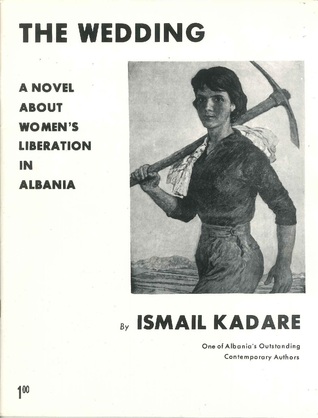 THE WEDDING
A NOVEL
ABOUT
WOMEN'S
LIBERATION
IN
ALBANIA
By ISMAIL KADARE
One of Albania's Outstanding
Contemporary Authors
1⁰⁰